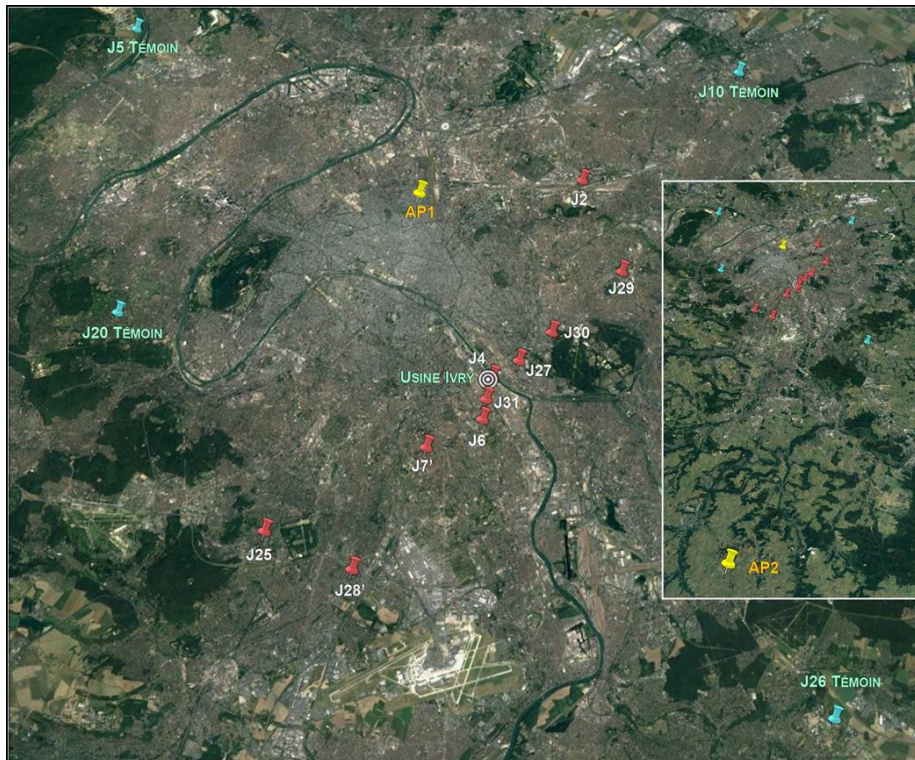 J5 TÉMOIN
J10 TÉMOIN
J2
AP1
J29
J20 TÉMOIN
J30
J4
J27
USINE IVRY
J31
J6
J7'
J25
J28'
AP2
J26 TÉMOIN